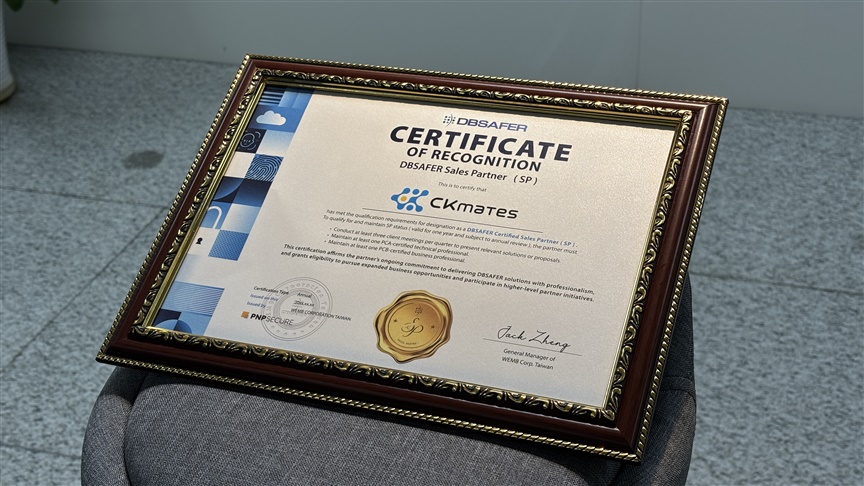 DBSAFER
CERTIFICATE
OF RECOGNITION
DBSAFER Sales Partner (SP)
This is to certify that
CKmates
has met the qualification requirements for designation as a DBSAFER Certified Sales Partner (SP).
To qualify for and maintain SP status (valid for one year and subject to annual review), the partner must
• Conduct at least three client meetings per quarter to present relevant solutions or proposals.
• Maintain at least one PCA-certified technical professional.
• Maintain at least one PCB-certified business professional.
This certification affirms the partner's ongoing commitment to delivering DBSAFER solutions with professionalism,
and grants eligibility to pursue expanded business opportunities and participate in higher-level partner initiatives.
Certification Type Annual
Issued on this
Issued by WEMB CORPORATION TAIWAN
PNPSECURE
SP
Jack Zheng
General Manager of
WEMB Corp. Taiwan